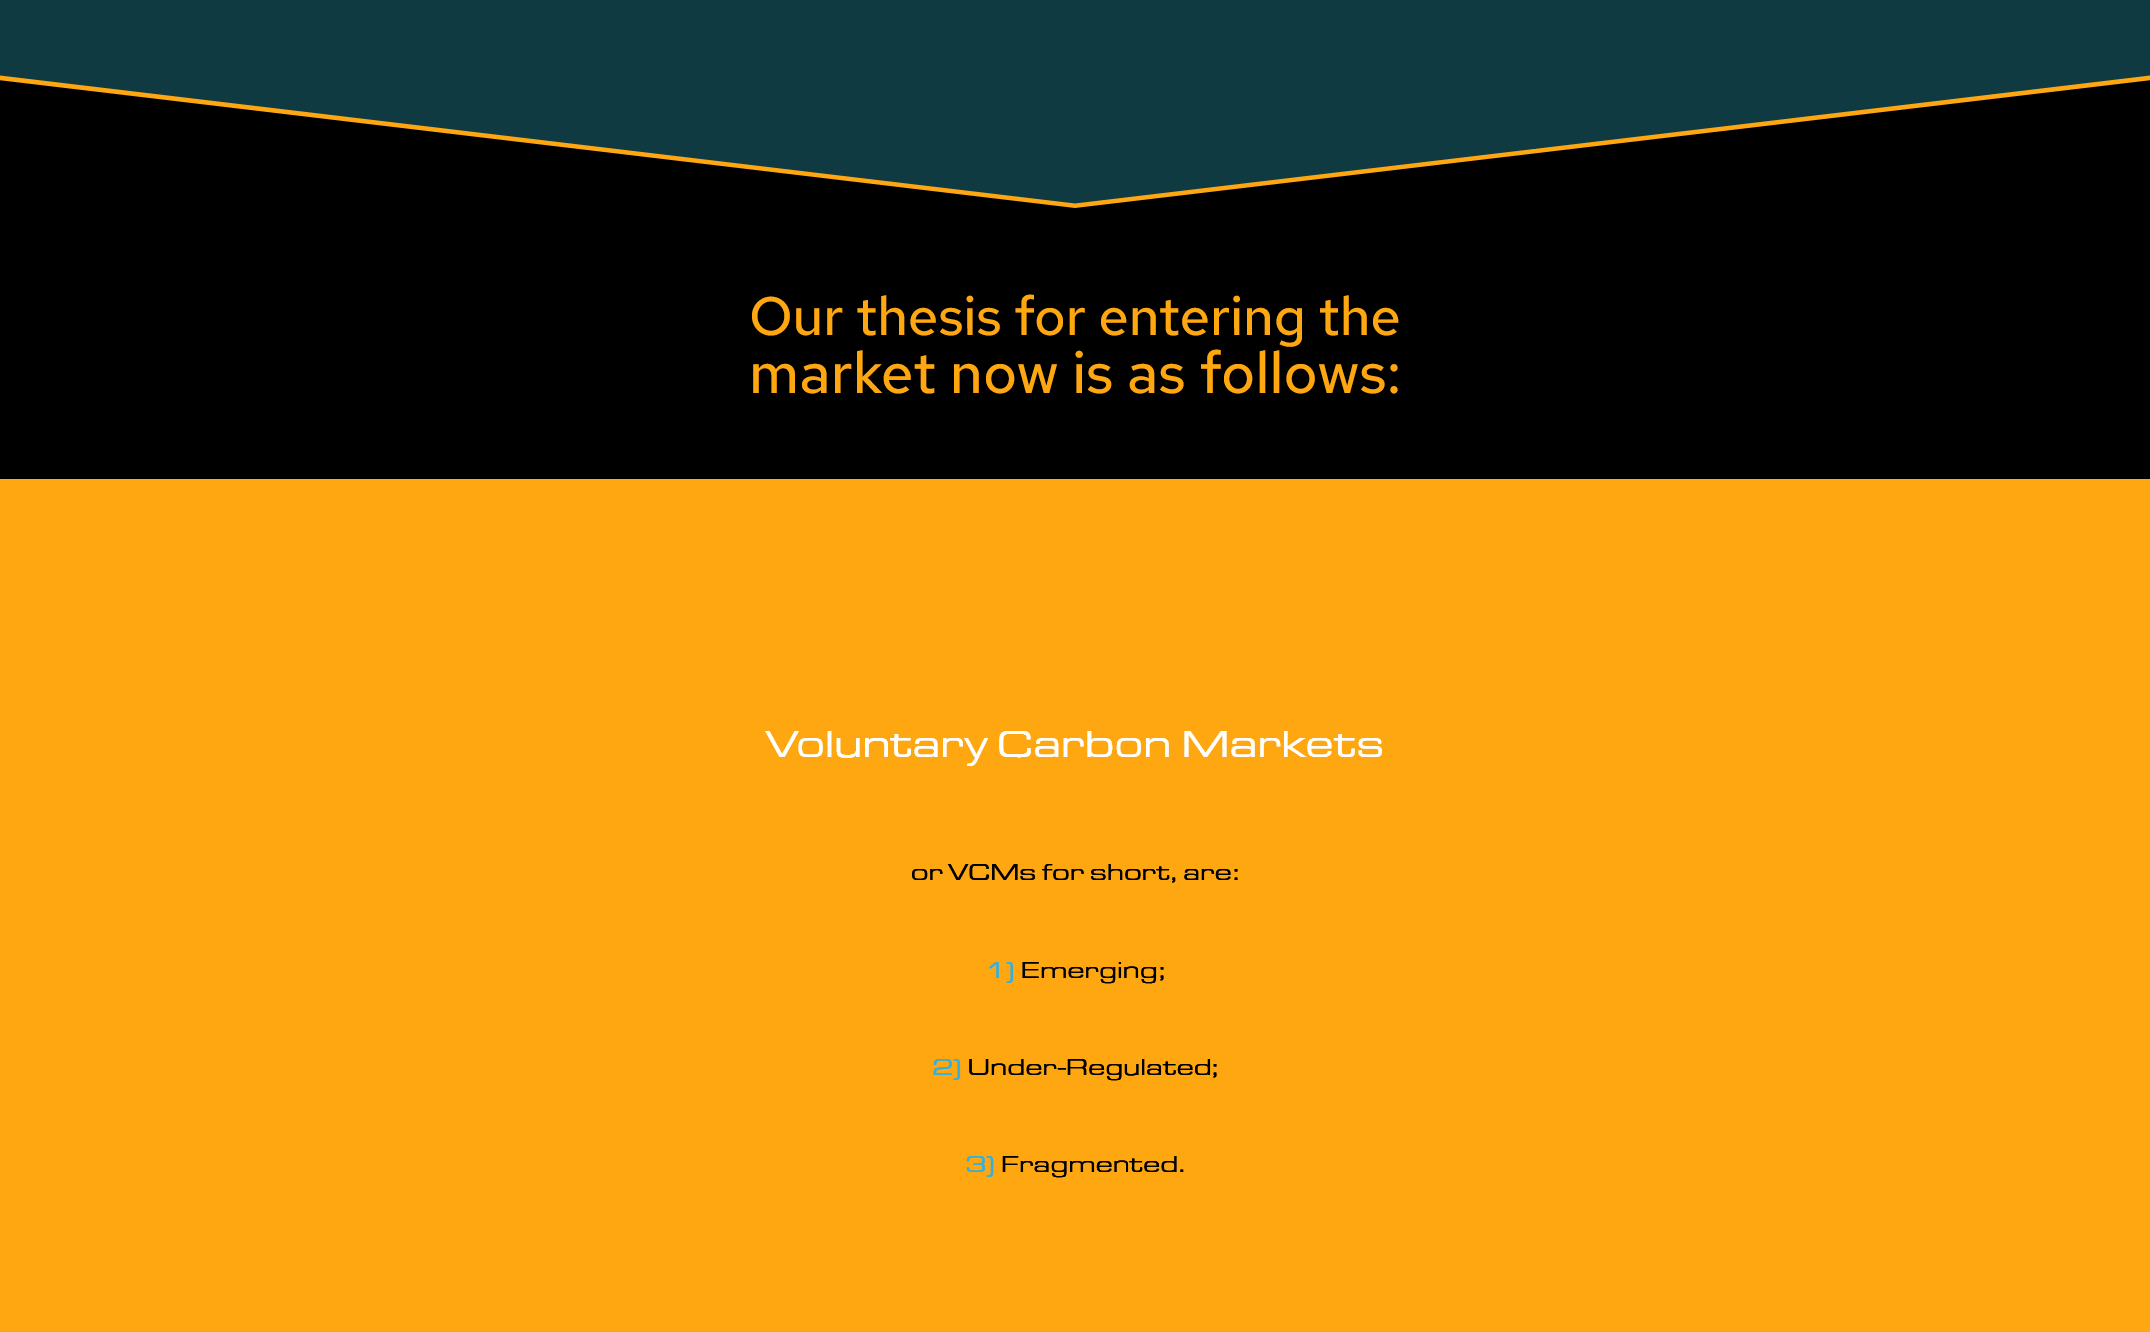 Our thesis for entering the
market now is as follows:
Voluntary Carbon Markets
or VCMs for short, are:
1) Emerging;
2) Under-Regulated;
3) Fragmented.